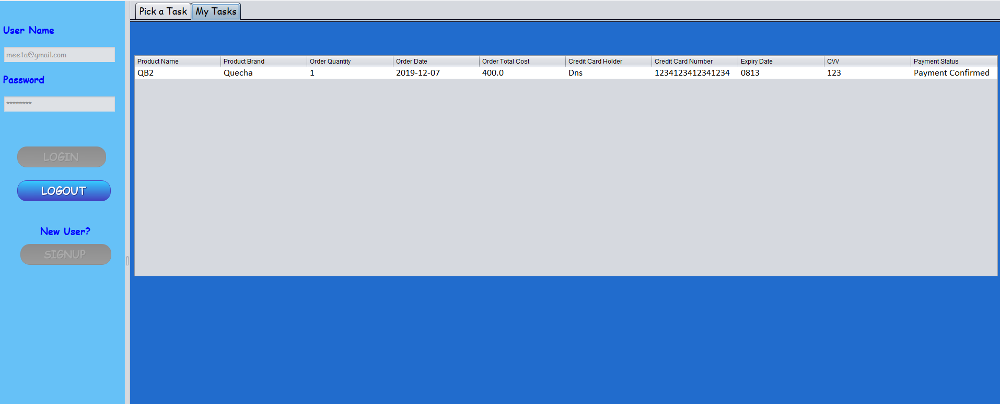 User Name
meeta@gmail.com
Password
********
LOGIN
LOGOUT
New User?
SIGNUP
Pick a Task My Tasks
Product Name Product Brand Order Quantity Order Date Order Total Cost Credit Card Holder Credit Card Number Expiry Date CVV Payment Status
QB2 Quecha 1 2019-12-07 400.0 Dns 1234123412341234 0813 123 Payment Confirmed